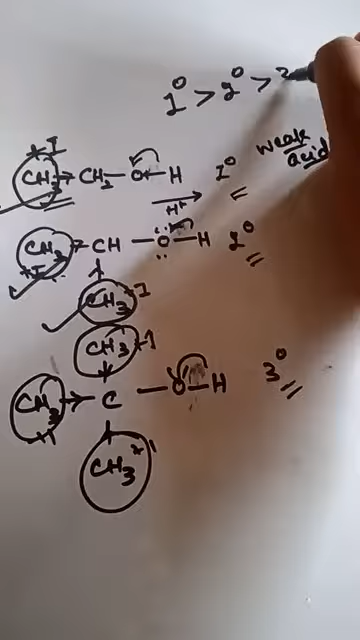 1° > 2° > 3
+I
CH3 → CH2 — O — H 1° weak acid
H+
CH3 → CH — O — H 2°
+I
CH3 +I
CH3 +I
CH3 → C — O — H 3°
+I
CH3 +I